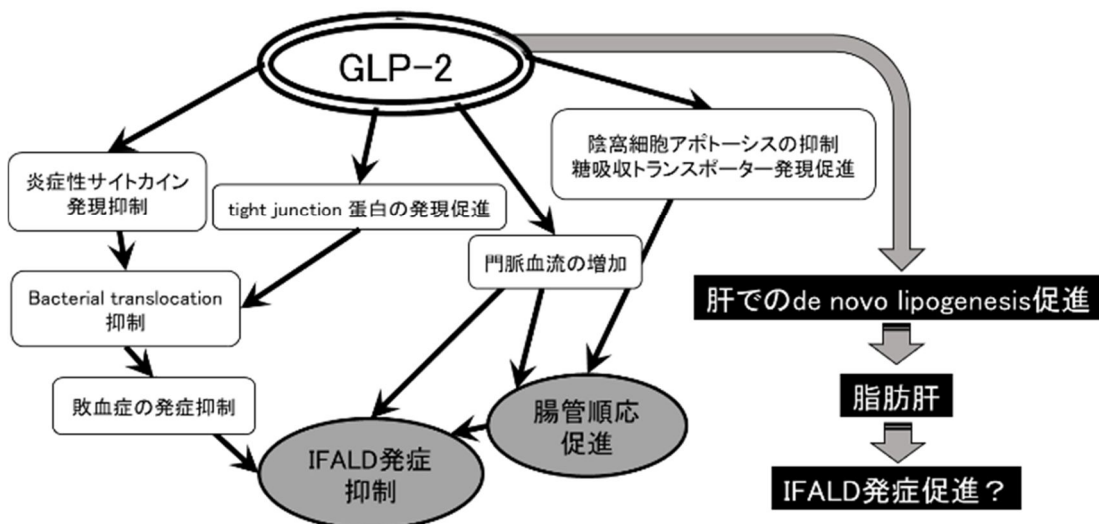 GLP-2
陰窩細胞アポトーシスの抑制
糖吸収トランスポーター発現促進
炎症性サイトカイン
発現抑制
tight junction 蛋白の発現促進
門脈血流の増加
Bacterial translocation
抑制
肝でのde novo lipogenesis促進
敗血症の発症抑制
腸管順応
促進
脂肪肝
IFALD発症
抑制
IFALD発症促進?